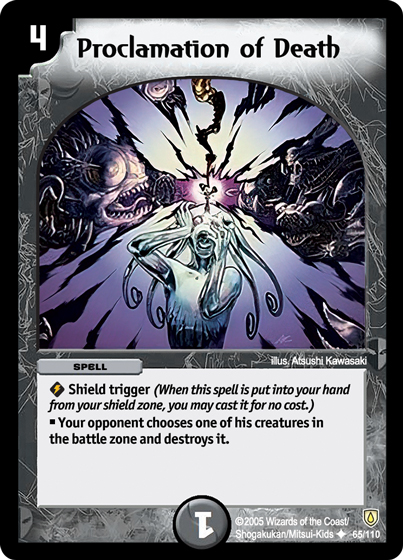 4 Proclamation of Death
illus. Atsushi Kawasaki
SPELL
Shield trigger (When this spell is put into your hand
from your shield zone, you may cast it for no cost.)
▪ Your opponent chooses one of his creatures in
the battle zone and destroys it.
1
©2005 Wizards of the Coast/
Shogakukan/Mitsui-Kids ✦ 65/110